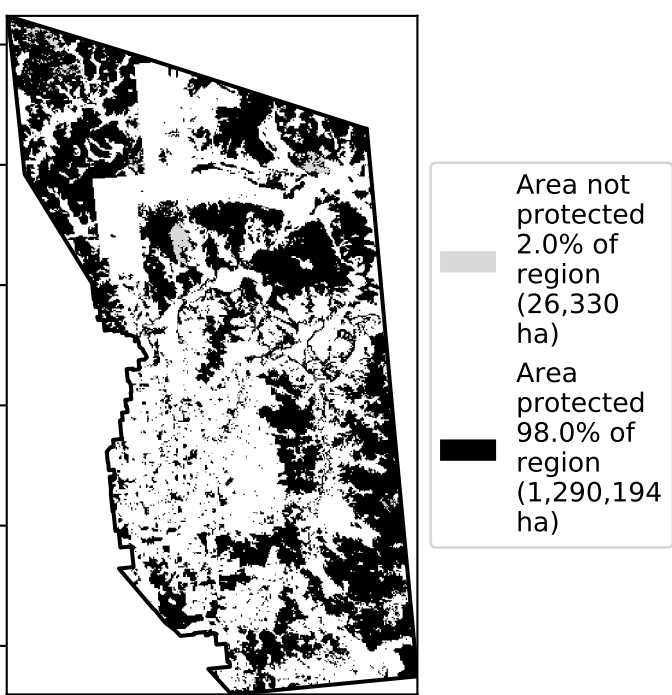 Area not
protected
2.0% of
region
(26,330
ha)
Area
protected
98.0% of
region
(1,290,194
ha)